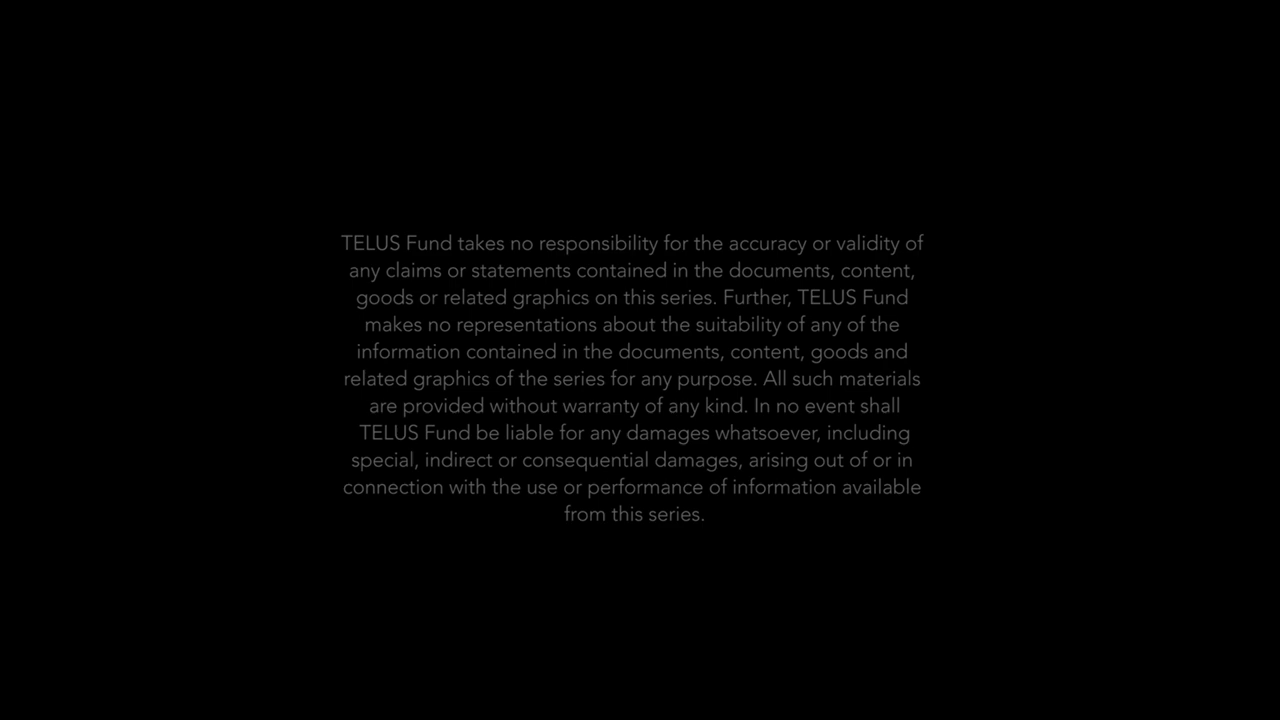 TELUS Fund takes no responsibility for the accuracy or validity of
any claims or statements contained in the documents, content,
goods or related graphics on this series. Further, TELUS Fund
makes no representations about the suitability of any of the
information contained in the documents, content, goods and
related graphics of the series for any purpose. All such materials
are provided without warranty of any kind. In no event shall
TELUS Fund be liable for any damages whatsoever, including
special, indirect or consequential damages, arising out of or in
connection with the use or performance of information available
from this series.